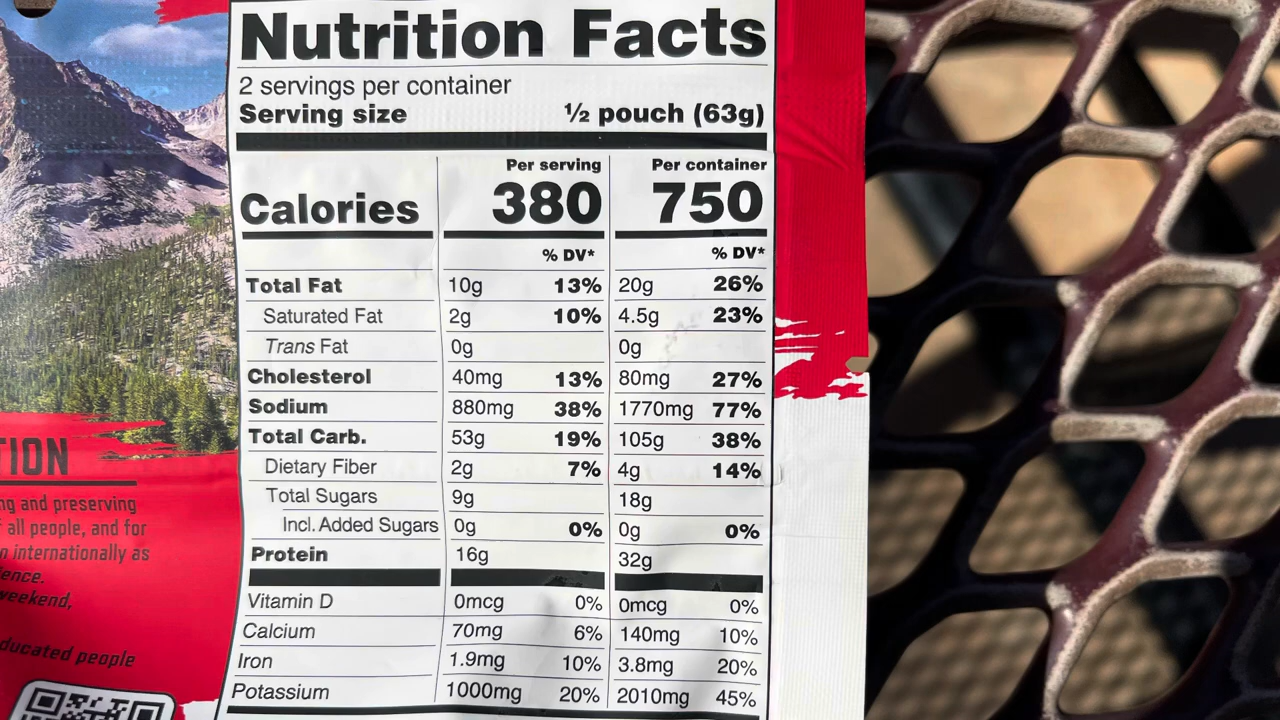 Nutrition Facts
2 servings per container
Serving size ½ pouch (63g)
Per serving Per container
Calories 380 750
% DV* % DV*
Total Fat 10g 13% 20g 26%
Saturated Fat 2g 10% 4.5g 23%
Trans Fat 0g 0g
Cholesterol 40mg 13% 80mg 27%
Sodium 880mg 38% 1770mg 77%
Total Carb. 53g 19% 105g 38%
Dietary Fiber 2g 7% 4g 14%
Total Sugars 9g 18g
Incl. Added Sugars 0g 0% 0g 0%
Protein 16g 32g
Vitamin D 0mcg 0% 0mcg 0%
Calcium 70mg 6% 140mg 10%
Iron 1.9mg 10% 3.8mg 20%
Potassium 1000mg 20% 2010mg 45%
TION
ng and preserving
all people, and for
n internationally as
ence.
weekend,
ducated people